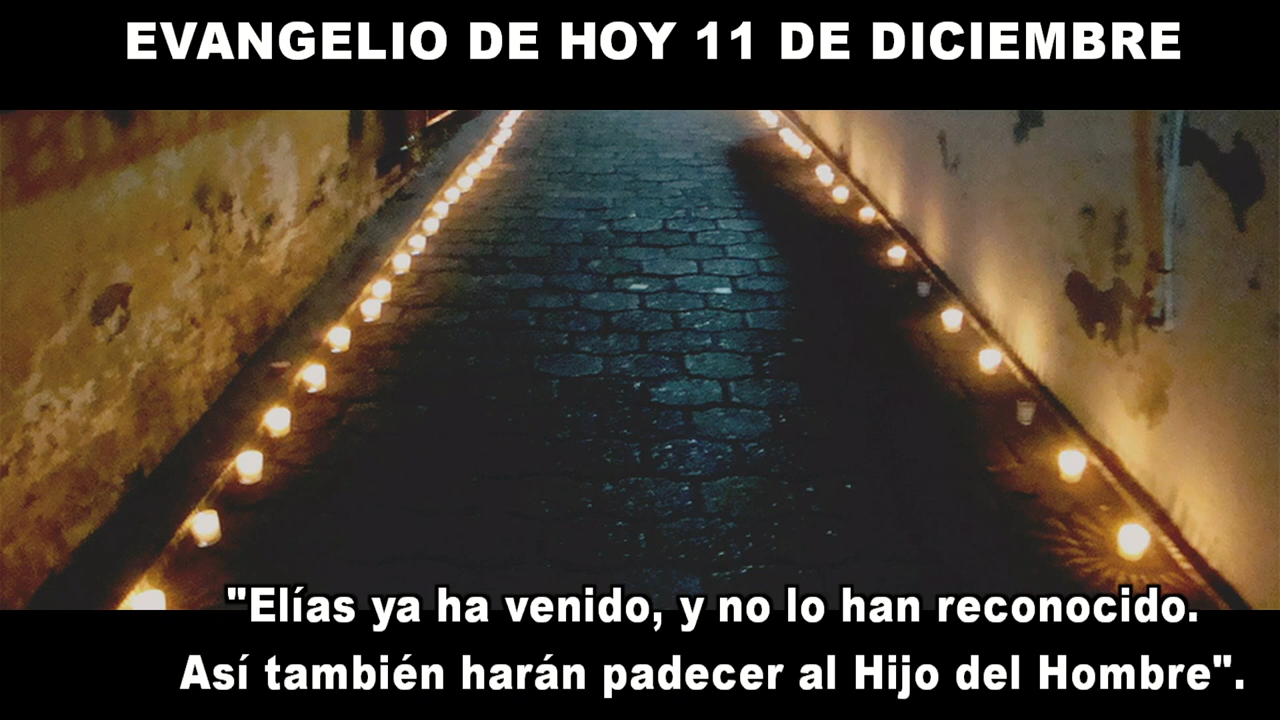 EVANGELIO DE HOY 11 DE DICIEMBRE
"Elías ya ha venido, y no lo han reconocido.
Así también harán padecer al Hijo del Hombre".